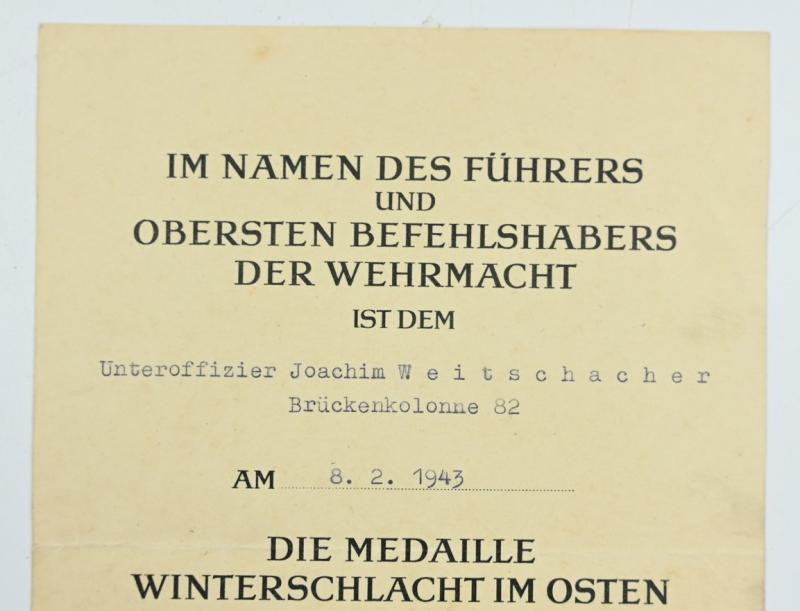 IM NAMEN DES FÜHRERS
UND
OBERSTEN BEFEHLSHABERS
DER WEHRMACHT
IST DEM
Unteroffizier Joachim W e i t s c h a c h e r
Brückenkolonne 82
AM 8. 2. 1943
DIE MEDAILLE
WINTERSCHLACHT IM OSTEN